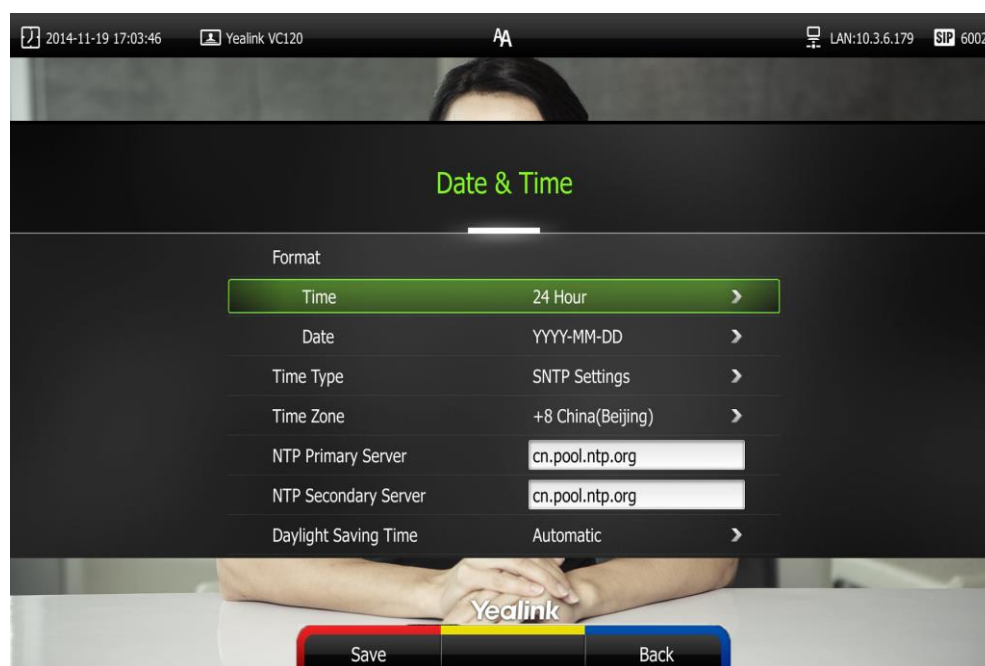 2014-11-19 17:03:46 Yealink VC120 AA LAN:10.3.6.179 SIP 6002
Date & Time
Format
Time 24 Hour
Date YYYY-MM-DD
Time Type SNTP Settings
Time Zone +8 China(Beijing)
NTP Primary Server cn.pool.ntp.org
NTP Secondary Server cn.pool.ntp.org
Daylight Saving Time Automatic
Yealink
Save Back